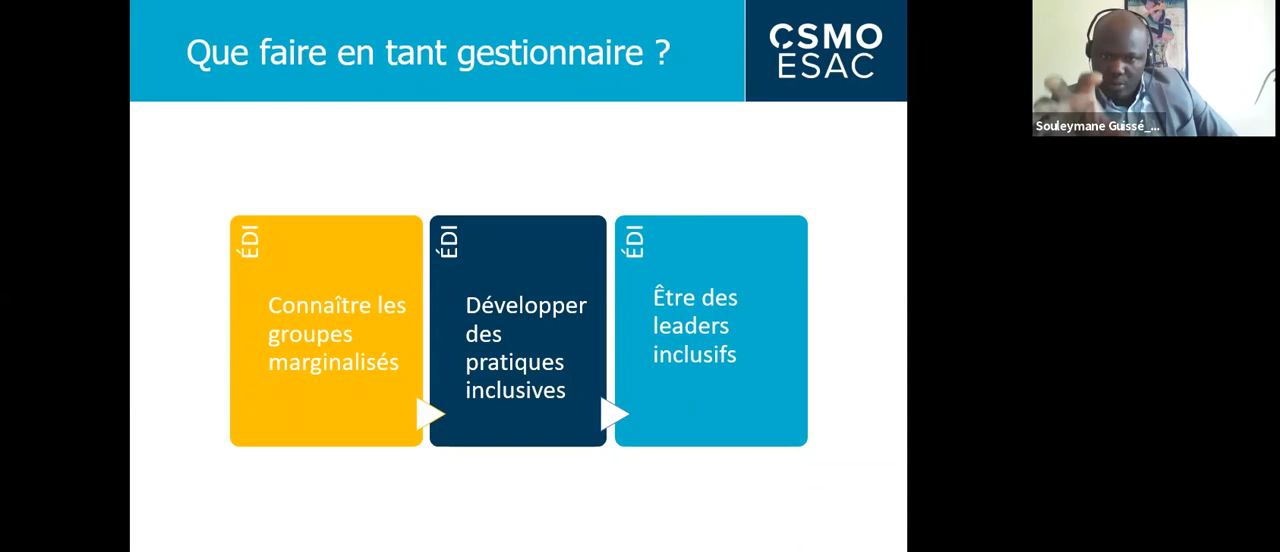 Que faire en tant gestionnaire ?
CSMO
ÉSAC
Souleymane Guissé_...
ÉDI
Connaître les
groupes
marginalisés
ÉDI
Développer
des
pratiques
inclusives
ÉDI
Être des
leaders
inclusifs